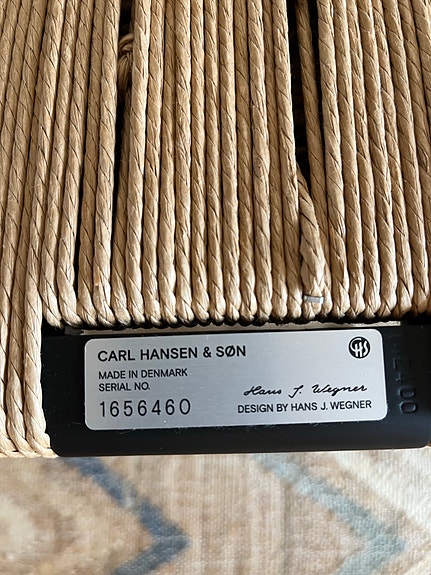 CARL HANSEN & SØN
MADE IN DENMARK
SERIAL NO.
1656460
Hans J. Wegner
DESIGN BY HANS J. WEGNER